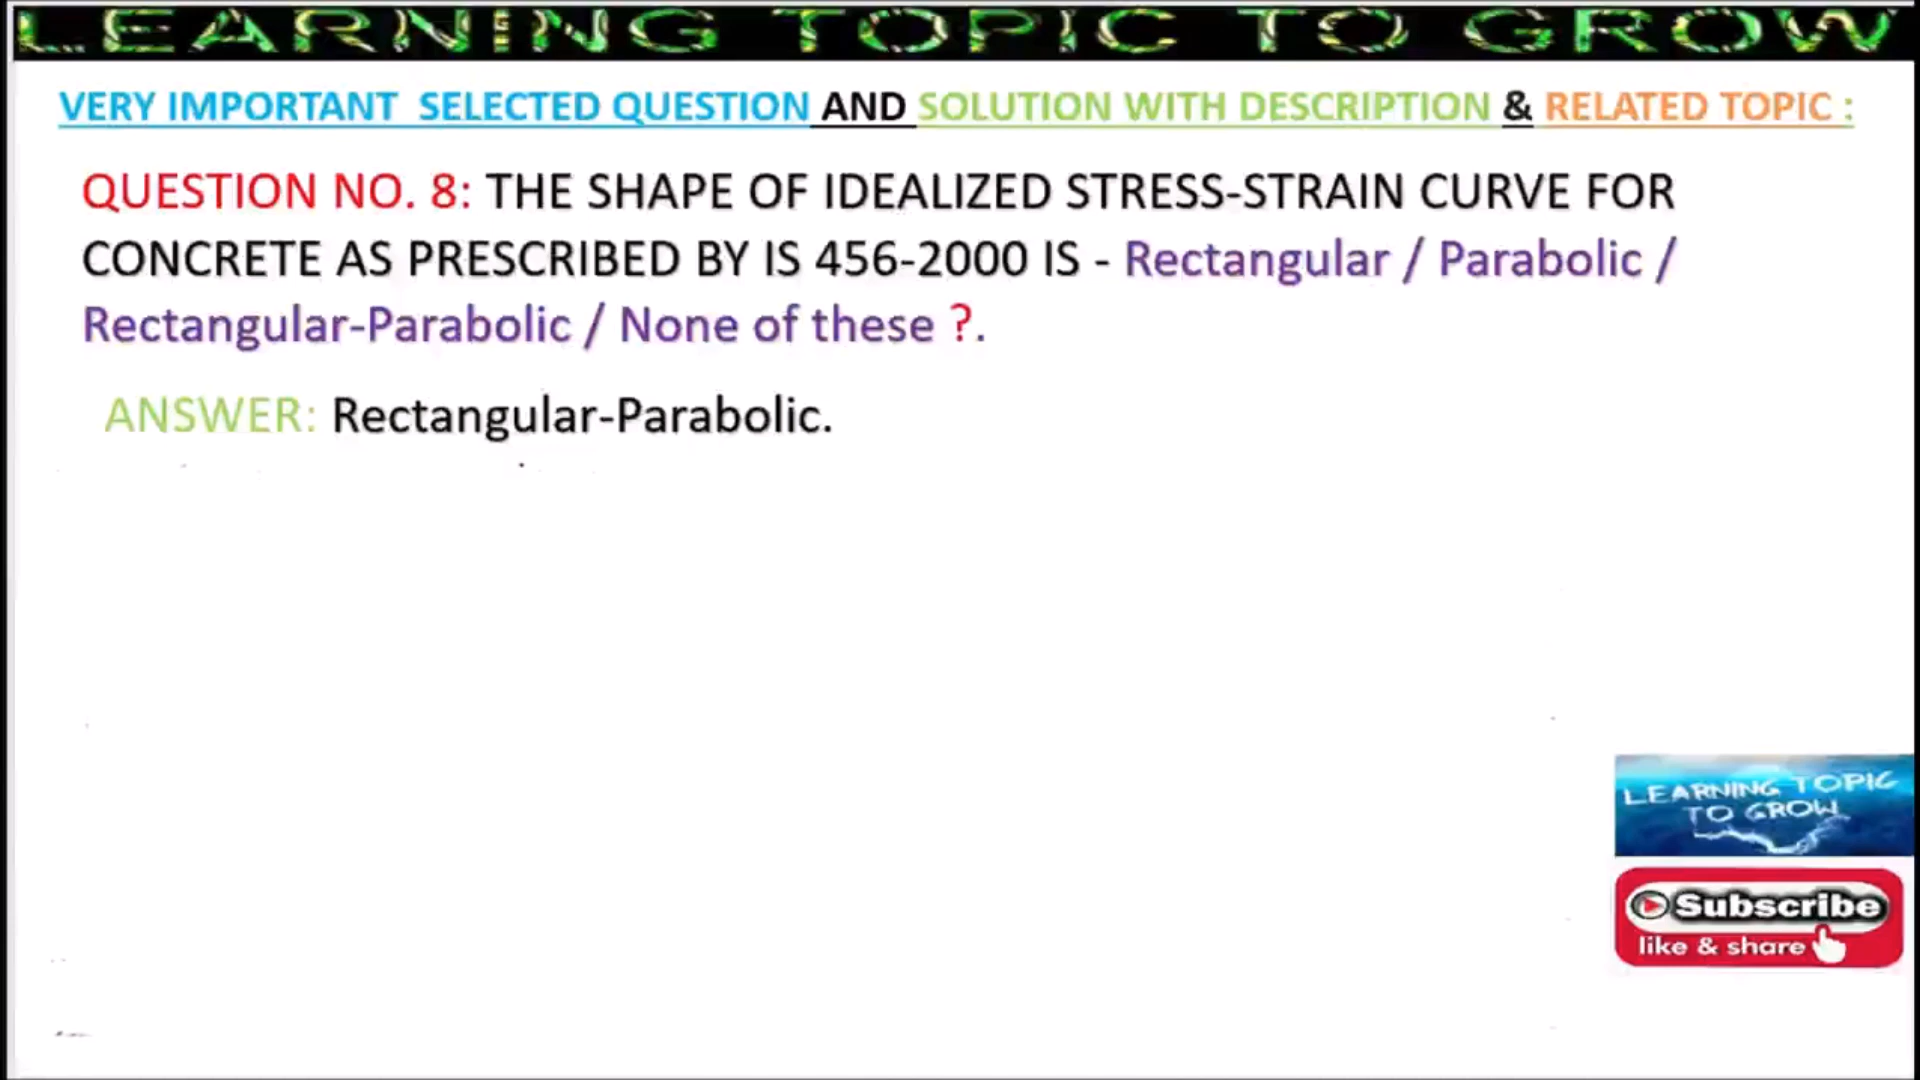 LEARNING TOPIC TO GROW
VERY IMPORTANT SELECTED QUESTION AND SOLUTION WITH DESCRIPTION & RELATED TOPIC :
QUESTION NO. 8: THE SHAPE OF IDEALIZED STRESS-STRAIN CURVE FOR
CONCRETE AS PRESCRIBED BY IS 456-2000 IS - Rectangular / Parabolic /
Rectangular-Parabolic / None of these ?.
ANSWER: Rectangular-Parabolic.
LEARNING TOPIC
TO GROW
Subscribe
like & share